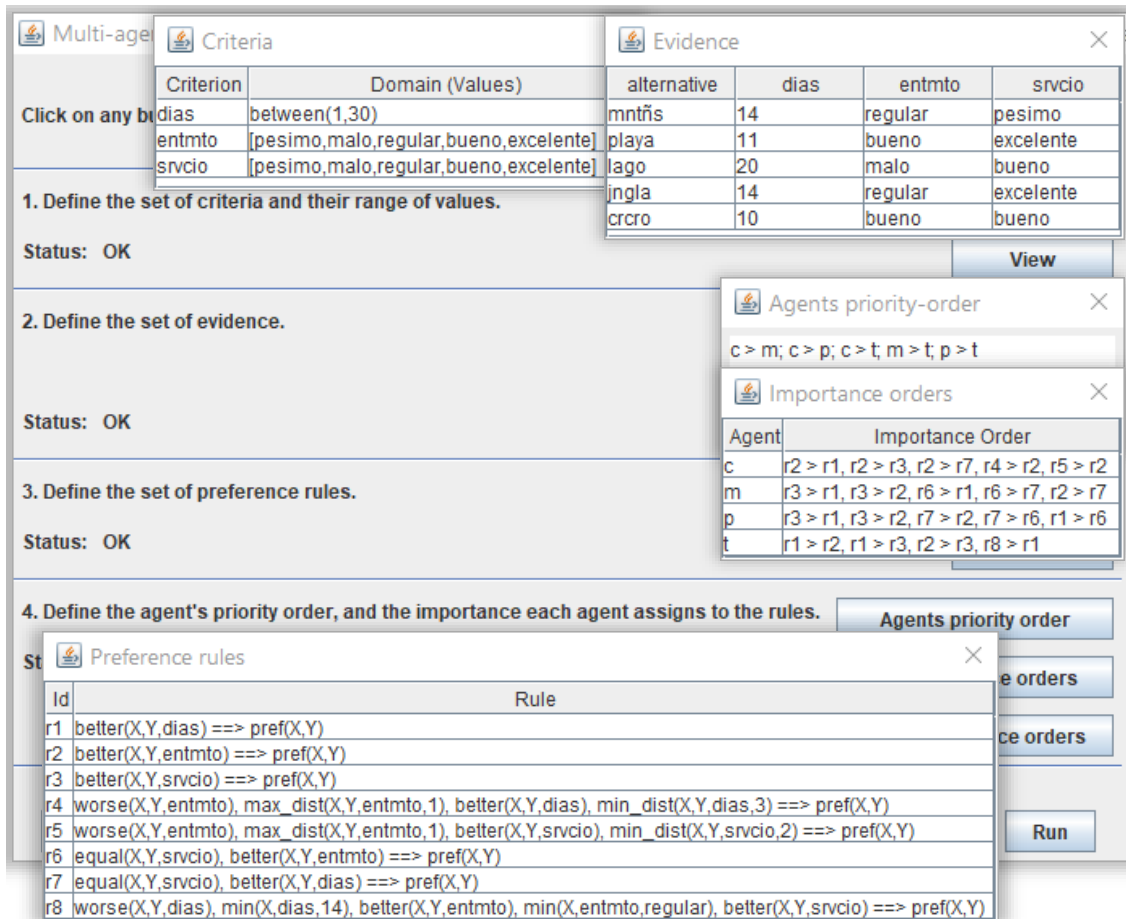 Multi-age
Criteria
Criterion Domain (Values)
dias between(1,30)
entmto [pesimo,malo,regular,bueno,excelente]
srvcio [pesimo,malo,regular,bueno,excelente]
Evidence
alternative dias entmto srvcio
mntñs 14 regular pesimo
playa 11 bueno excelente
lago 20 malo bueno
jngla 14 regular excelente
crcro 10 bueno bueno
Click on any bu
1. Define the set of criteria and their range of values.
Status: OK
View
2. Define the set of evidence.
Status: OK
Agents priority-order
c > m; c > p; c > t; m > t; p > t
Importance orders
Agent Importance Order
c r2 > r1, r2 > r3, r2 > r7, r4 > r2, r5 > r2
m r3 > r1, r3 > r2, r6 > r1, r6 > r7, r2 > r7
p r3 > r1, r3 > r2, r7 > r2, r7 > r6, r1 > r6
t r1 > r2, r1 > r3, r2 > r3, r8 > r1
3. Define the set of preference rules.
Status: OK
4. Define the agent's priority order, and the importance each agent assigns to the rules.
Agents priority order
St
e orders
ce orders
Run
Preference rules
Id Rule
r1 better(X,Y,dias) ==> pref(X,Y)
r2 better(X,Y,entmto) ==> pref(X,Y)
r3 better(X,Y,srvcio) ==> pref(X,Y)
r4 worse(X,Y,entmto), max_dist(X,Y,entmto,1), better(X,Y,dias), min_dist(X,Y,dias,3) ==> pref(X,Y)
r5 worse(X,Y,entmto), max_dist(X,Y,entmto,1), better(X,Y,srvcio), min_dist(X,Y,srvcio,2) ==> pref(X,Y)
r6 equal(X,Y,srvcio), better(X,Y,entmto) ==> pref(X,Y)
r7 equal(X,Y,srvcio), better(X,Y,dias) ==> pref(X,Y)
r8 worse(X,Y,dias), min(X,dias,14), better(X,Y,entmto), min(X,entmto,regular), better(X,Y,srvcio) ==> pref(X,Y)